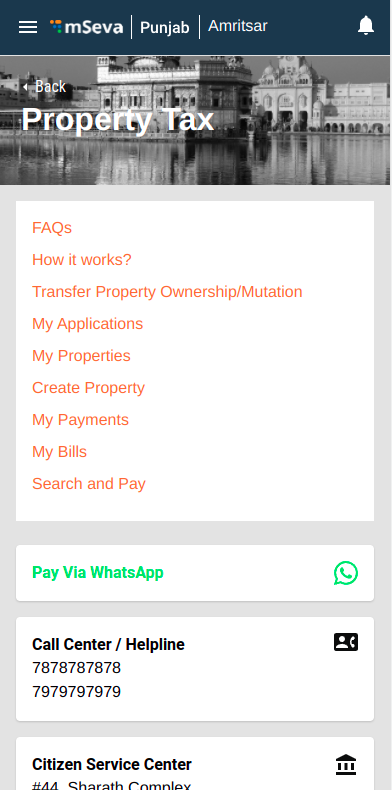 mSeva Punjab Amritsar
Back
Property Tax
FAQs
How it works?
Transfer Property Ownership/Mutation
My Applications
My Properties
Create Property
My Payments
My Bills
Search and Pay
Pay Via WhatsApp
Call Center / Helpline
7878787878
7979797979
Citizen Service Center
#44, Sharath Complex